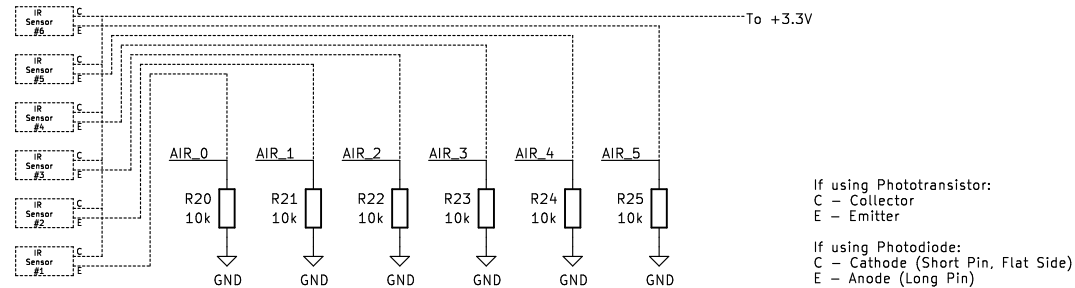 IR
Sensor
#6
C
E
To +3.3V
IR
Sensor
#5
C
E
IR
Sensor
#4
C
E
IR
Sensor
#3
C
E
IR
Sensor
#2
C
E
IR
Sensor
#1
C
E
AIR_0
AIR_1
AIR_2
AIR_3
AIR_4
AIR_5
R20
10k
R21
10k
R22
10k
R23
10k
R24
10k
R25
10k
GND
GND
GND
GND
GND
GND
If using Phototransistor:
C – Collector
E – Emitter
If using Photodiode:
C – Cathode (Short Pin, Flat Side)
E – Anode (Long Pin)